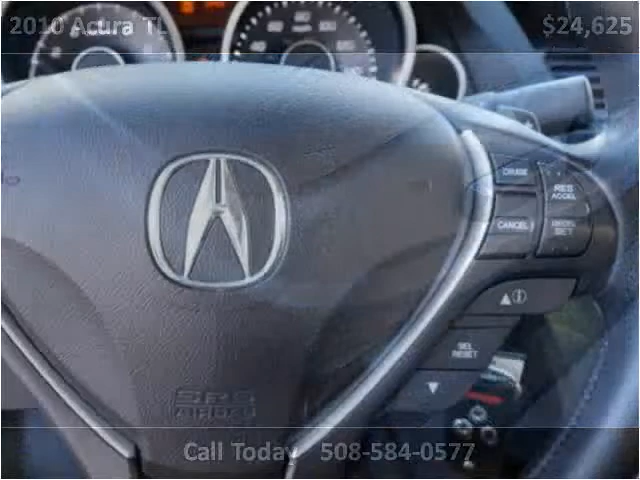 2010 Acura TL $24,625
CRUISE
RES
ACCEL
CANCEL
DECEL
SET
SEL
RESET
SRS
AIRBAG
Call Today 508-584-0577